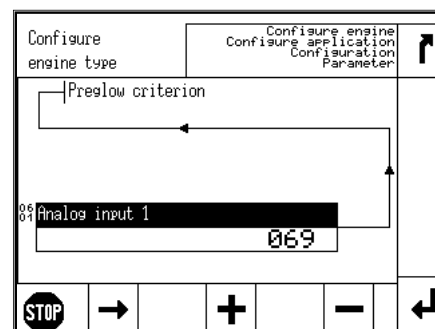 Configure
engine type
Configure engine
Configure application
Configuration
Parameter
Preglow criterion
06
01
Analog input 1
069
STOP